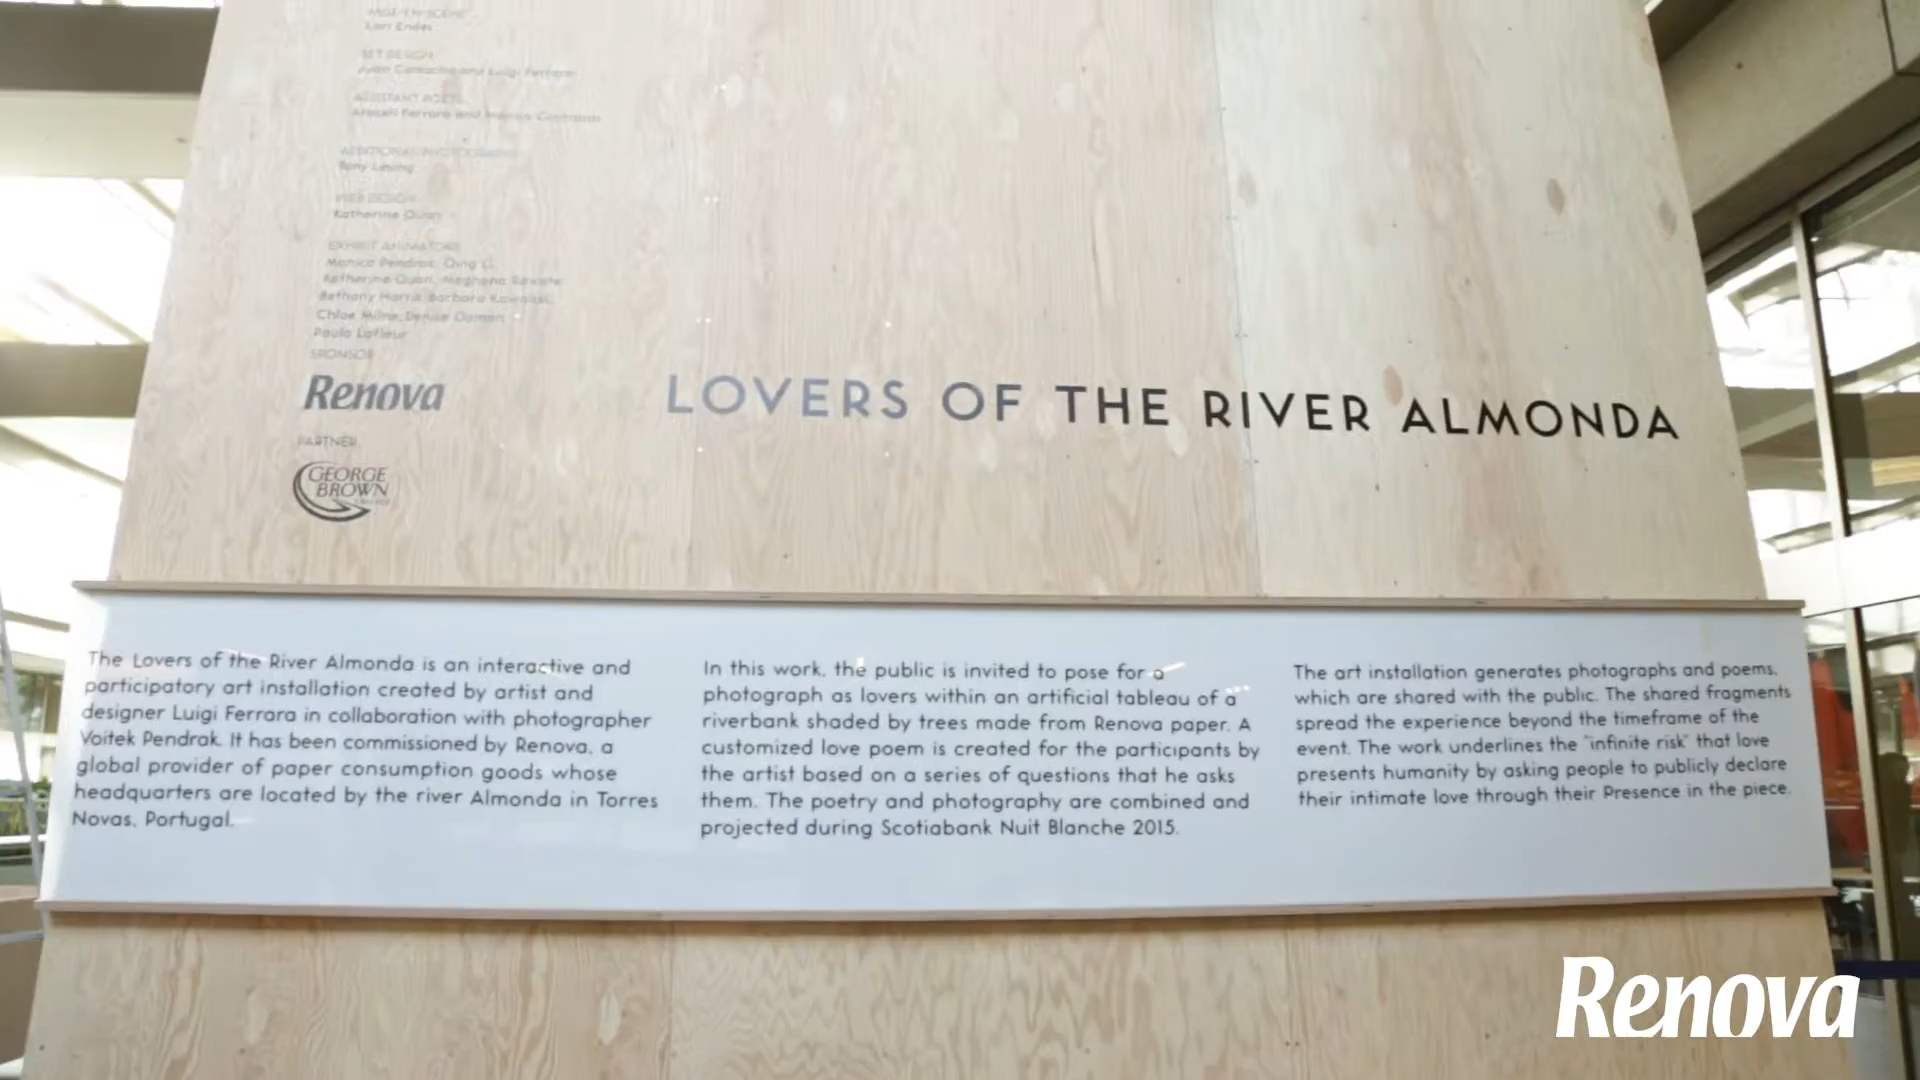 Lori Endes
SET DESIGN
Juan Camacho and Luigi Ferrara
ASSISTANT POETS
and
ADDITIONAL PHOTOGRAPHY
Tony
WEB DESIGN
Katherine Quan
EXHIBIT ANIMATORS
Monica Pendrak, Qing Li,
Katherine Quan, Meghana
Bethany Harris, Barbara Kowalski,
Chloe Milne, Denise
Paula Lafleur
SPONSOR
Renova
LOVERS OF THE RIVER ALMONDA
PARTNER
GEORGE
BROWN
The Lovers of the River Almonda is an interactive and
participatory art installation created by artist and
designer Luigi Ferrara in collaboration with photographer
Voitek Pendrak. It has been commissioned by Renova, a
global provider of paper consumption goods whose
headquarters are located by the river Almonda in Torres
Novas, Portugal.
In this work, the public is invited to pose for a
photograph as lovers within an artificial tableau of a
riverbank shaded by trees made from Renova paper. A
customized love poem is created for the participants by
the artist based on a series of questions that he asks
them. The poetry and photography are combined and
projected during Scotiabank Nuit Blanche 2015.
The art installation generates photographs and poems,
which are shared with the public. The shared fragments
spread the experience beyond the timeframe of the
event. The work underlines the "infinite risk" that love
presents humanity by asking people to publicly declare
their intimate love through their Presence in the piece.
Renova